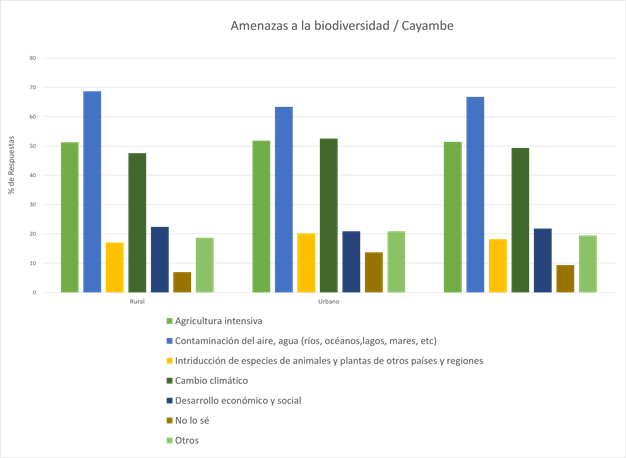 Amenazas a la biodiversidad / Cayambe
% de Respuestas
80
70
60
50
40
30
20
10
0
Rural
Urbano
Agricultura intensiva
Contaminación del aire, agua (ríos, océanos,lagos, mares, etc)
Intriducción de especies de animales y plantas de otros países y regiones
Cambio climático
Desarrollo económico y social
No lo sé
Otros